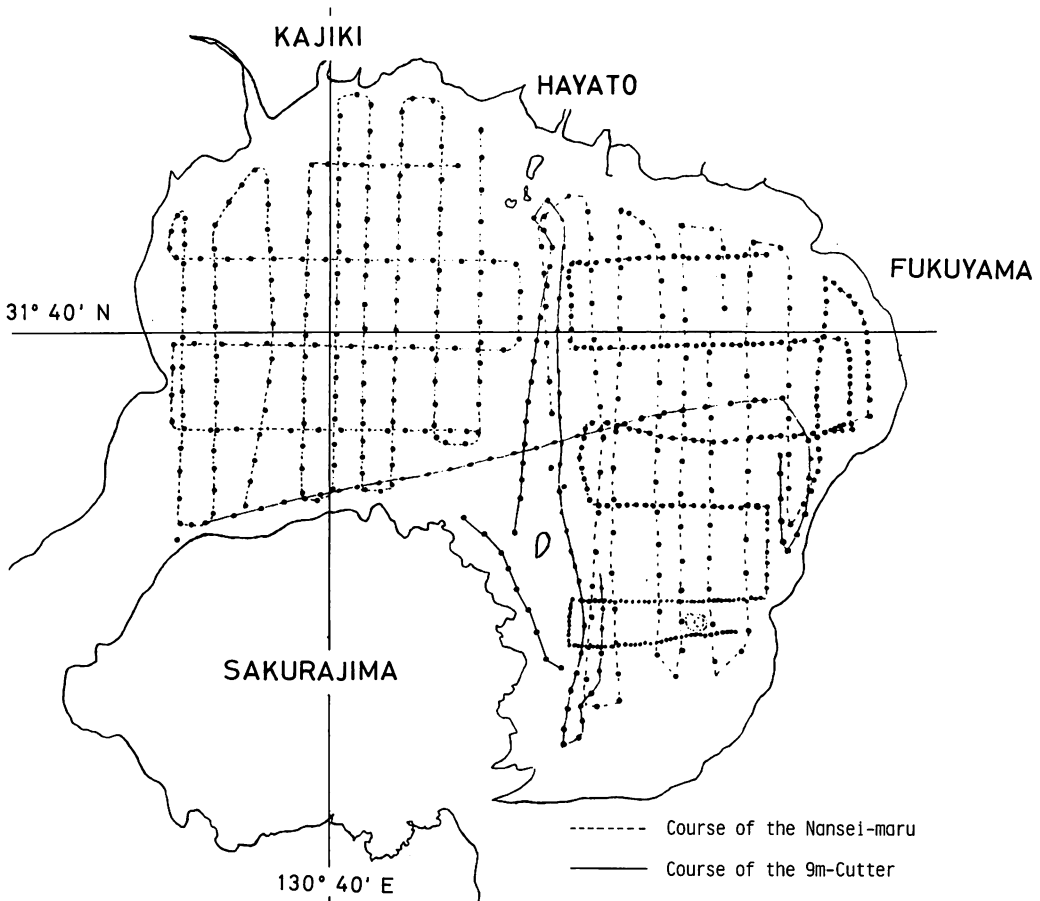 KAJIKI
HAYATO
FUKUYAMA
31° 40' N
SAKURAJIMA
Course of the Nansei-maru
Course of the 9m-Cutter
130° 40' E